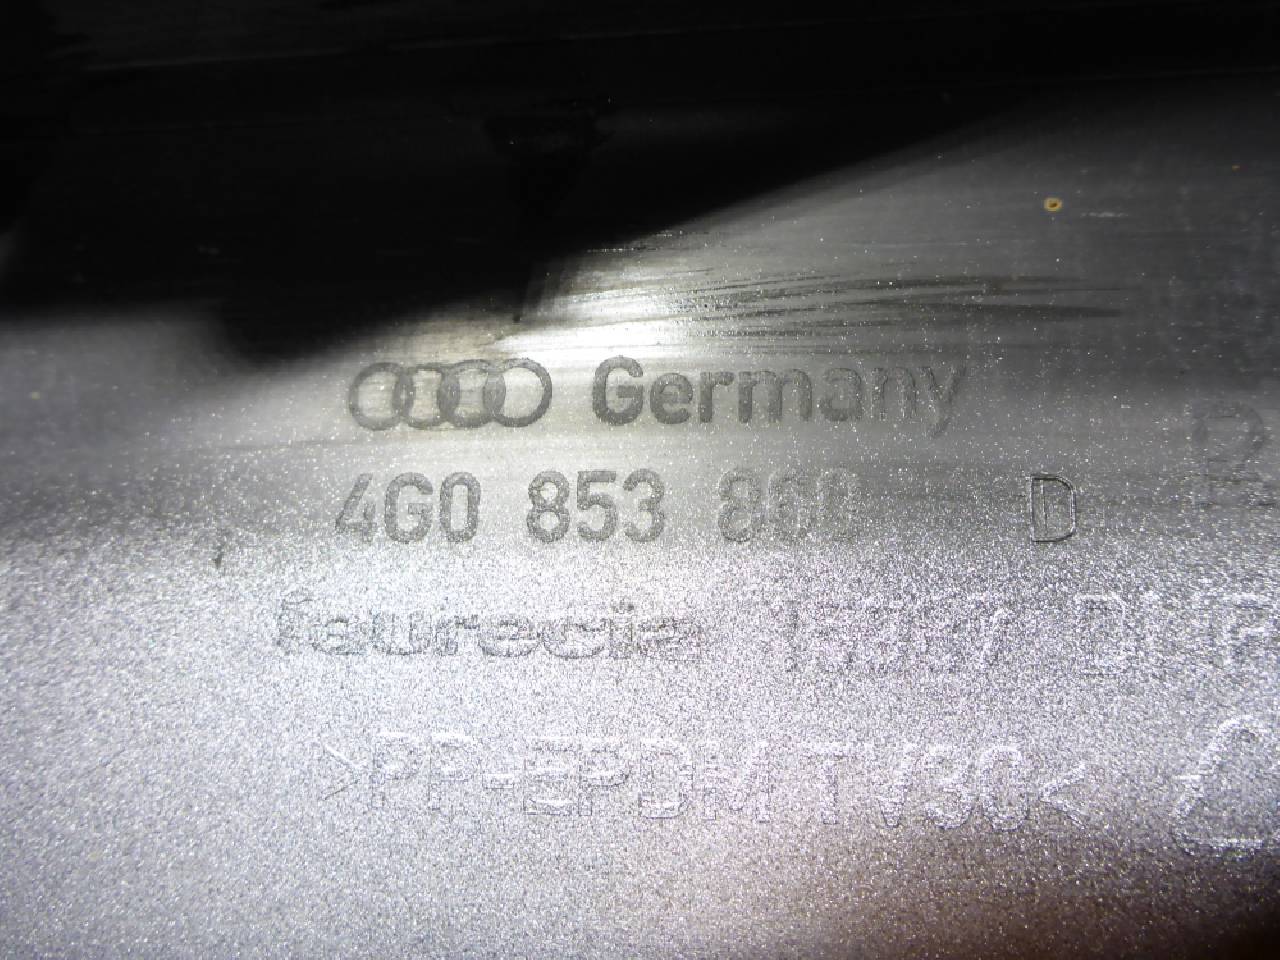 Germany
4G0 853 860 D
faurecia
>PP-EPDM-TV30<